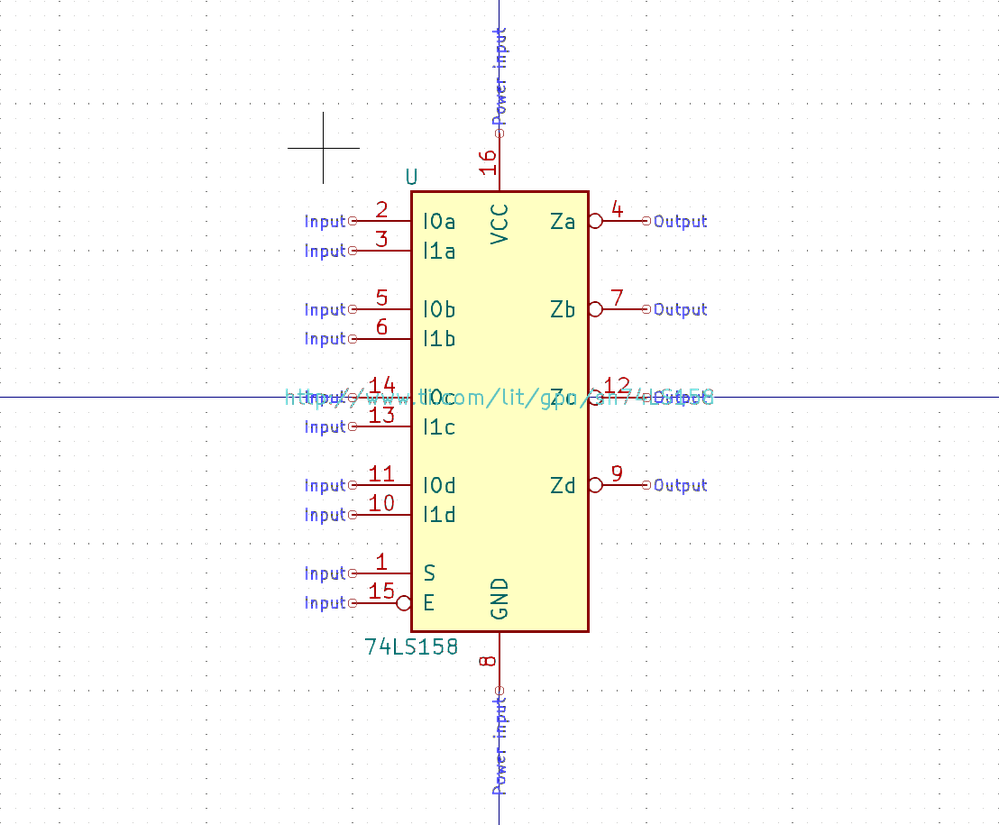 Power input
16
U
VCC
Input 2 I0a Za 4 Output
Input 3 I1a
Input 5 I0b Zb 7 Output
Input 6 I1b
Input 14 I0c Zc 12 Output
http://www.ti.com/lit/gpn/sn74LS158
Input 13 I1c
Input 11 I0d Zd 9 Output
Input 10 I1d
Input 1 S
Input 15 E
GND
74LS158
8
Power input